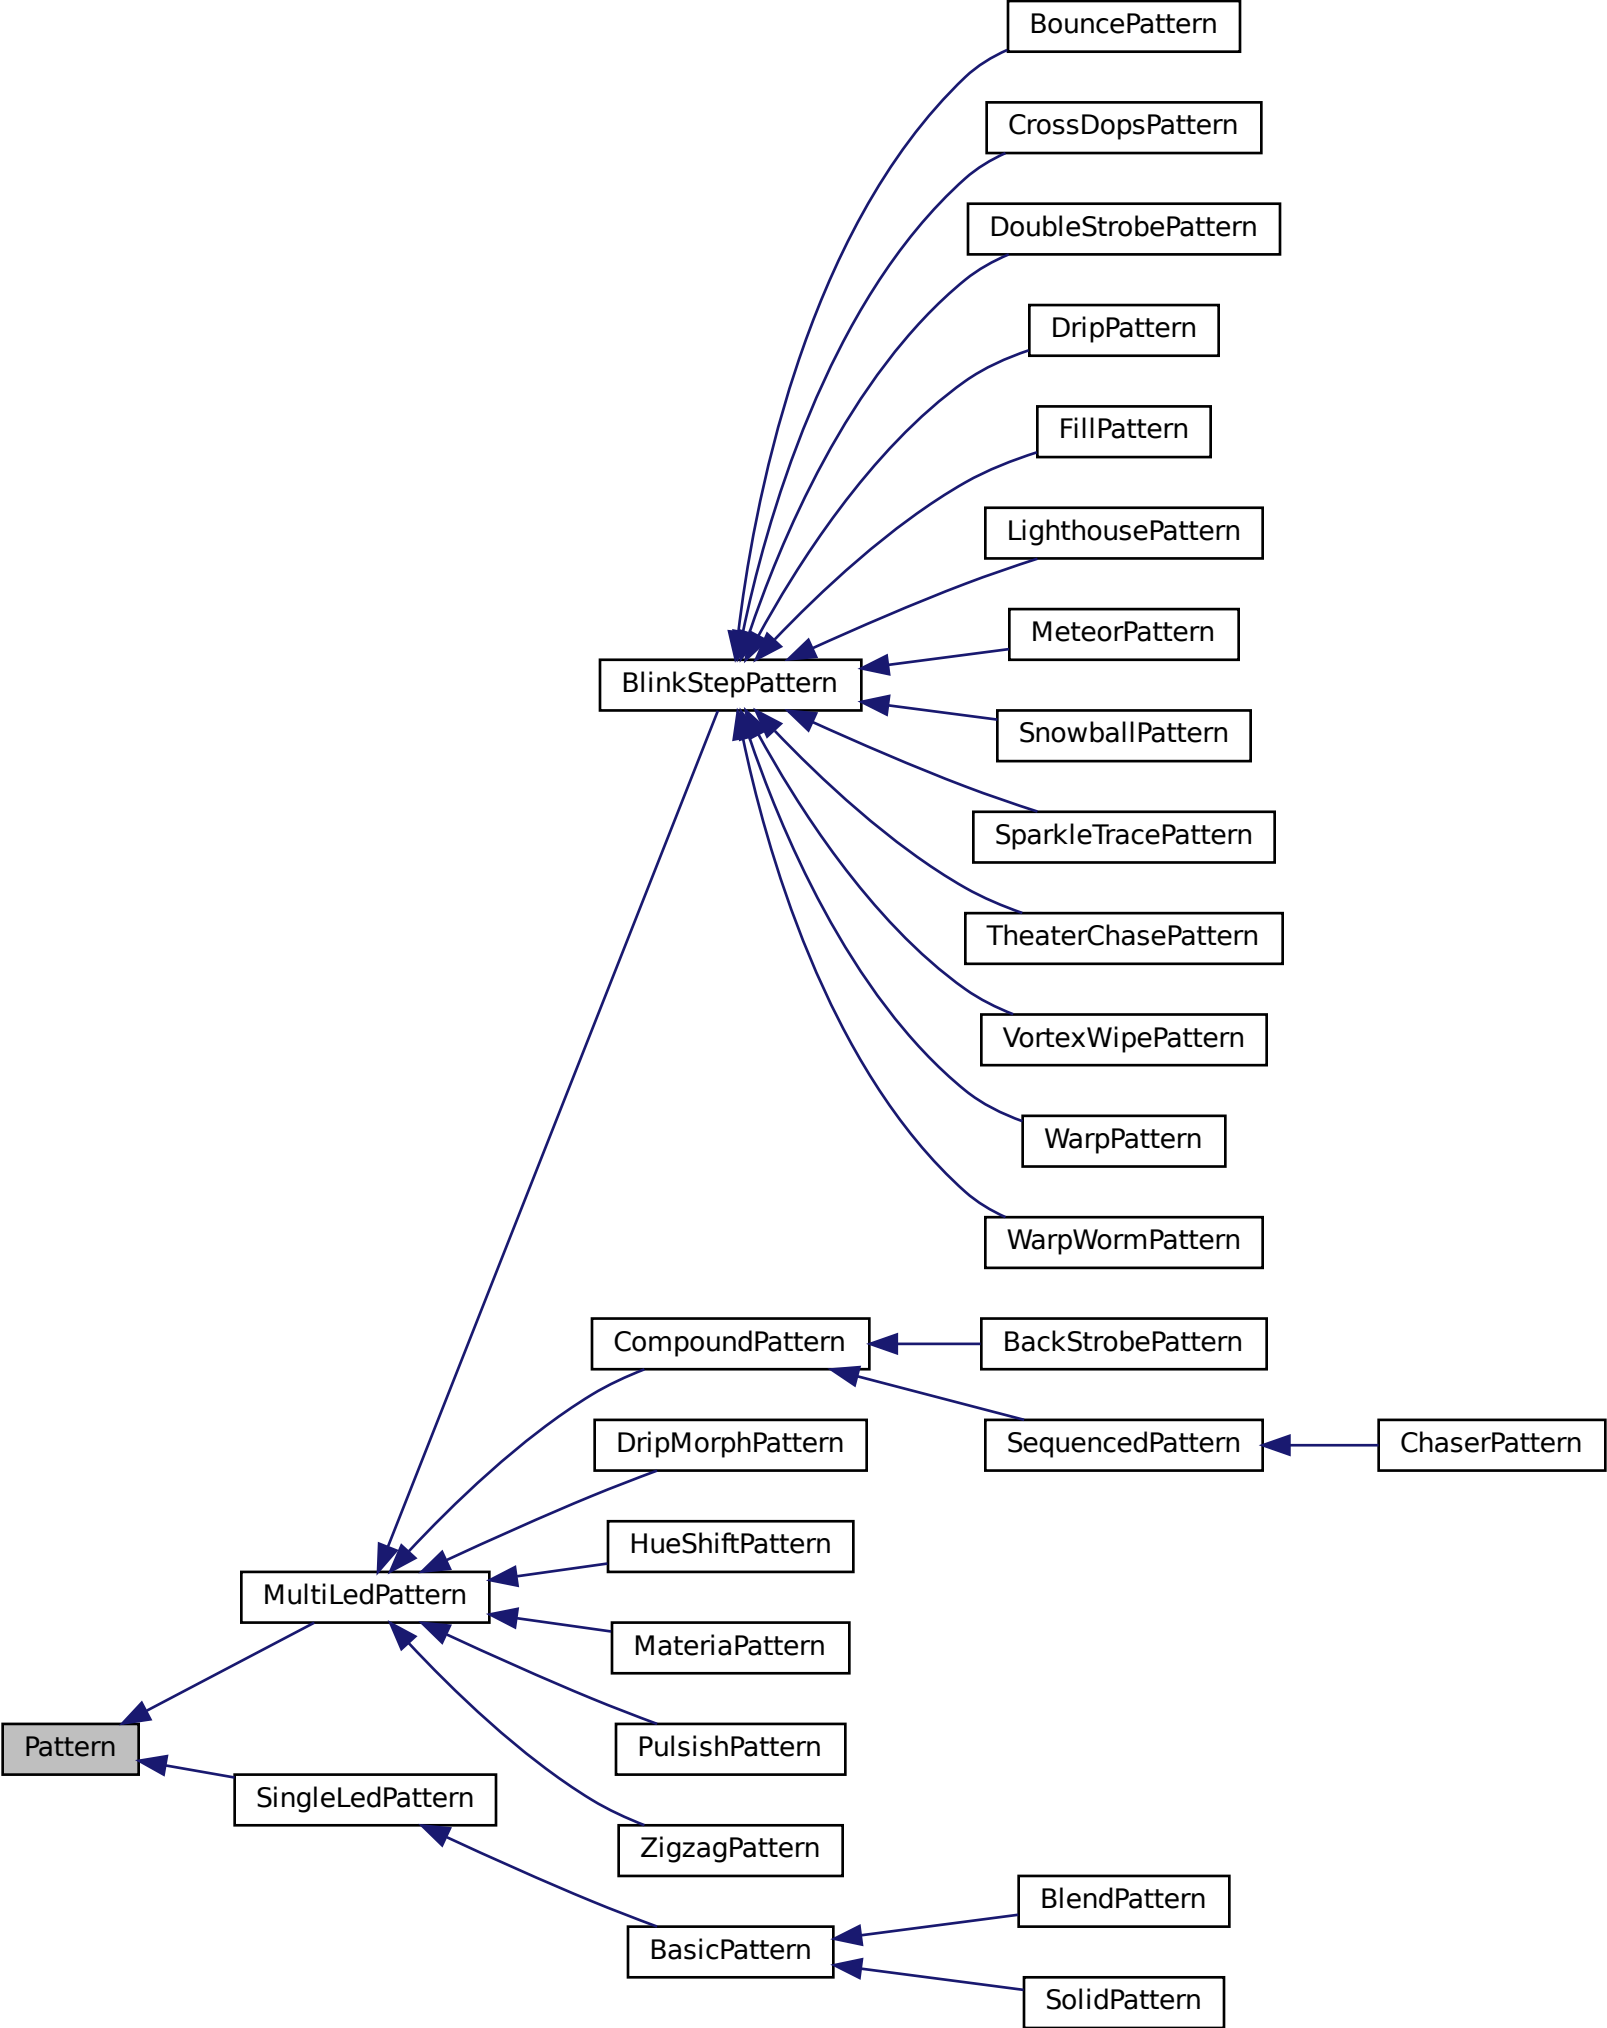 BouncePattern
CrossDopsPattern
DoubleStrobePattern
DripPattern
FillPattern
LighthousePattern
MeteorPattern
BlinkStepPattern
SnowballPattern
SparkleTracePattern
TheaterChasePattern
VortexWipePattern
WarpPattern
WarpWormPattern
CompoundPattern
BackStrobePattern
DripMorphPattern
SequencedPattern
ChaserPattern
HueShiftPattern
MultiLedPattern
MateriaPattern
Pattern
PulsishPattern
SingleLedPattern
ZigzagPattern
BlendPattern
BasicPattern
SolidPattern